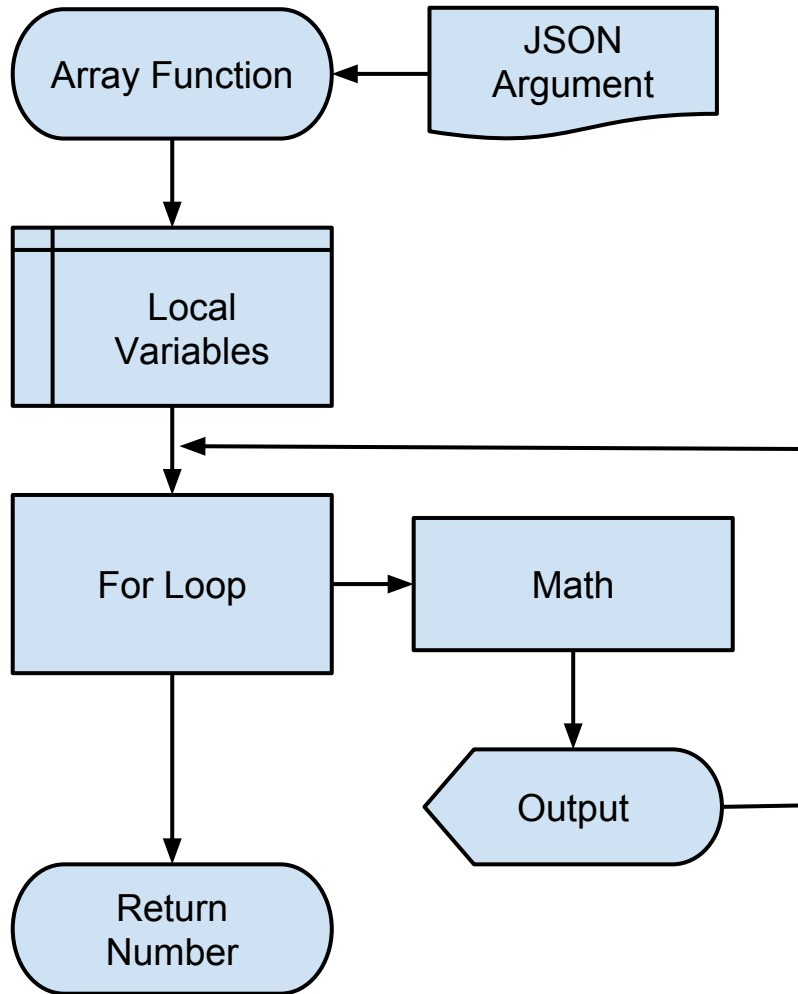 Array Function
JSON
Argument
Local
Variables
For Loop
Math
Output
Return
Number